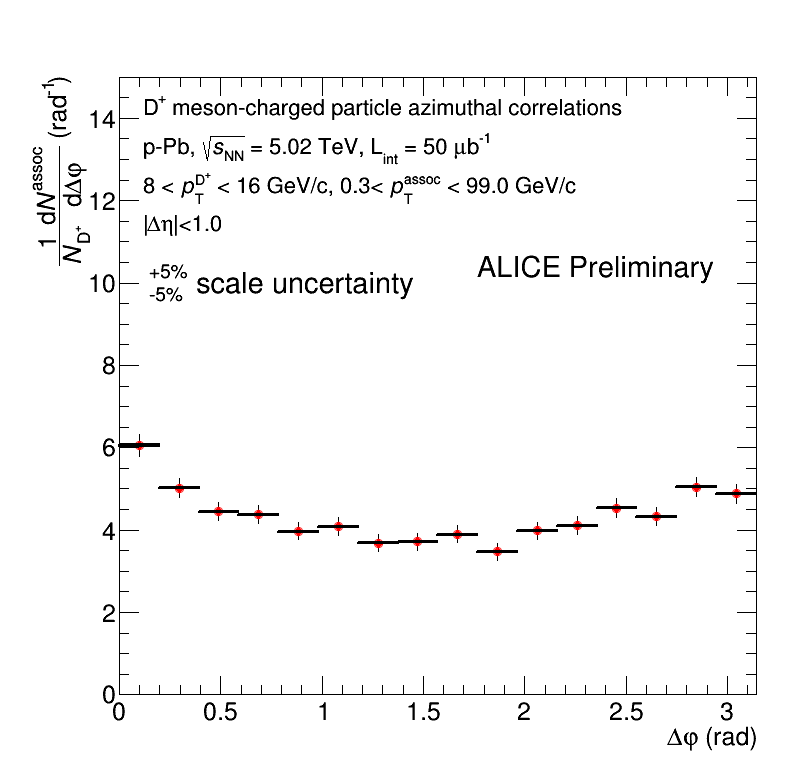 1 dN^assoc / N_D⁺ dΔφ (rad⁻¹)
D⁺ meson-charged particle azimuthal correlations
p-Pb, √s_NN = 5.02 TeV, L_int = 50 μb⁻¹
8 < p_T^D⁺ < 16 GeV/c, 0.3< p_T^assoc < 99.0 GeV/c
|Δη|<1.0
+5%
-5% scale uncertainty
ALICE Preliminary
14
12
10
8
6
4
2
0
0 0.5 1 1.5 2 2.5 3
Δφ (rad)